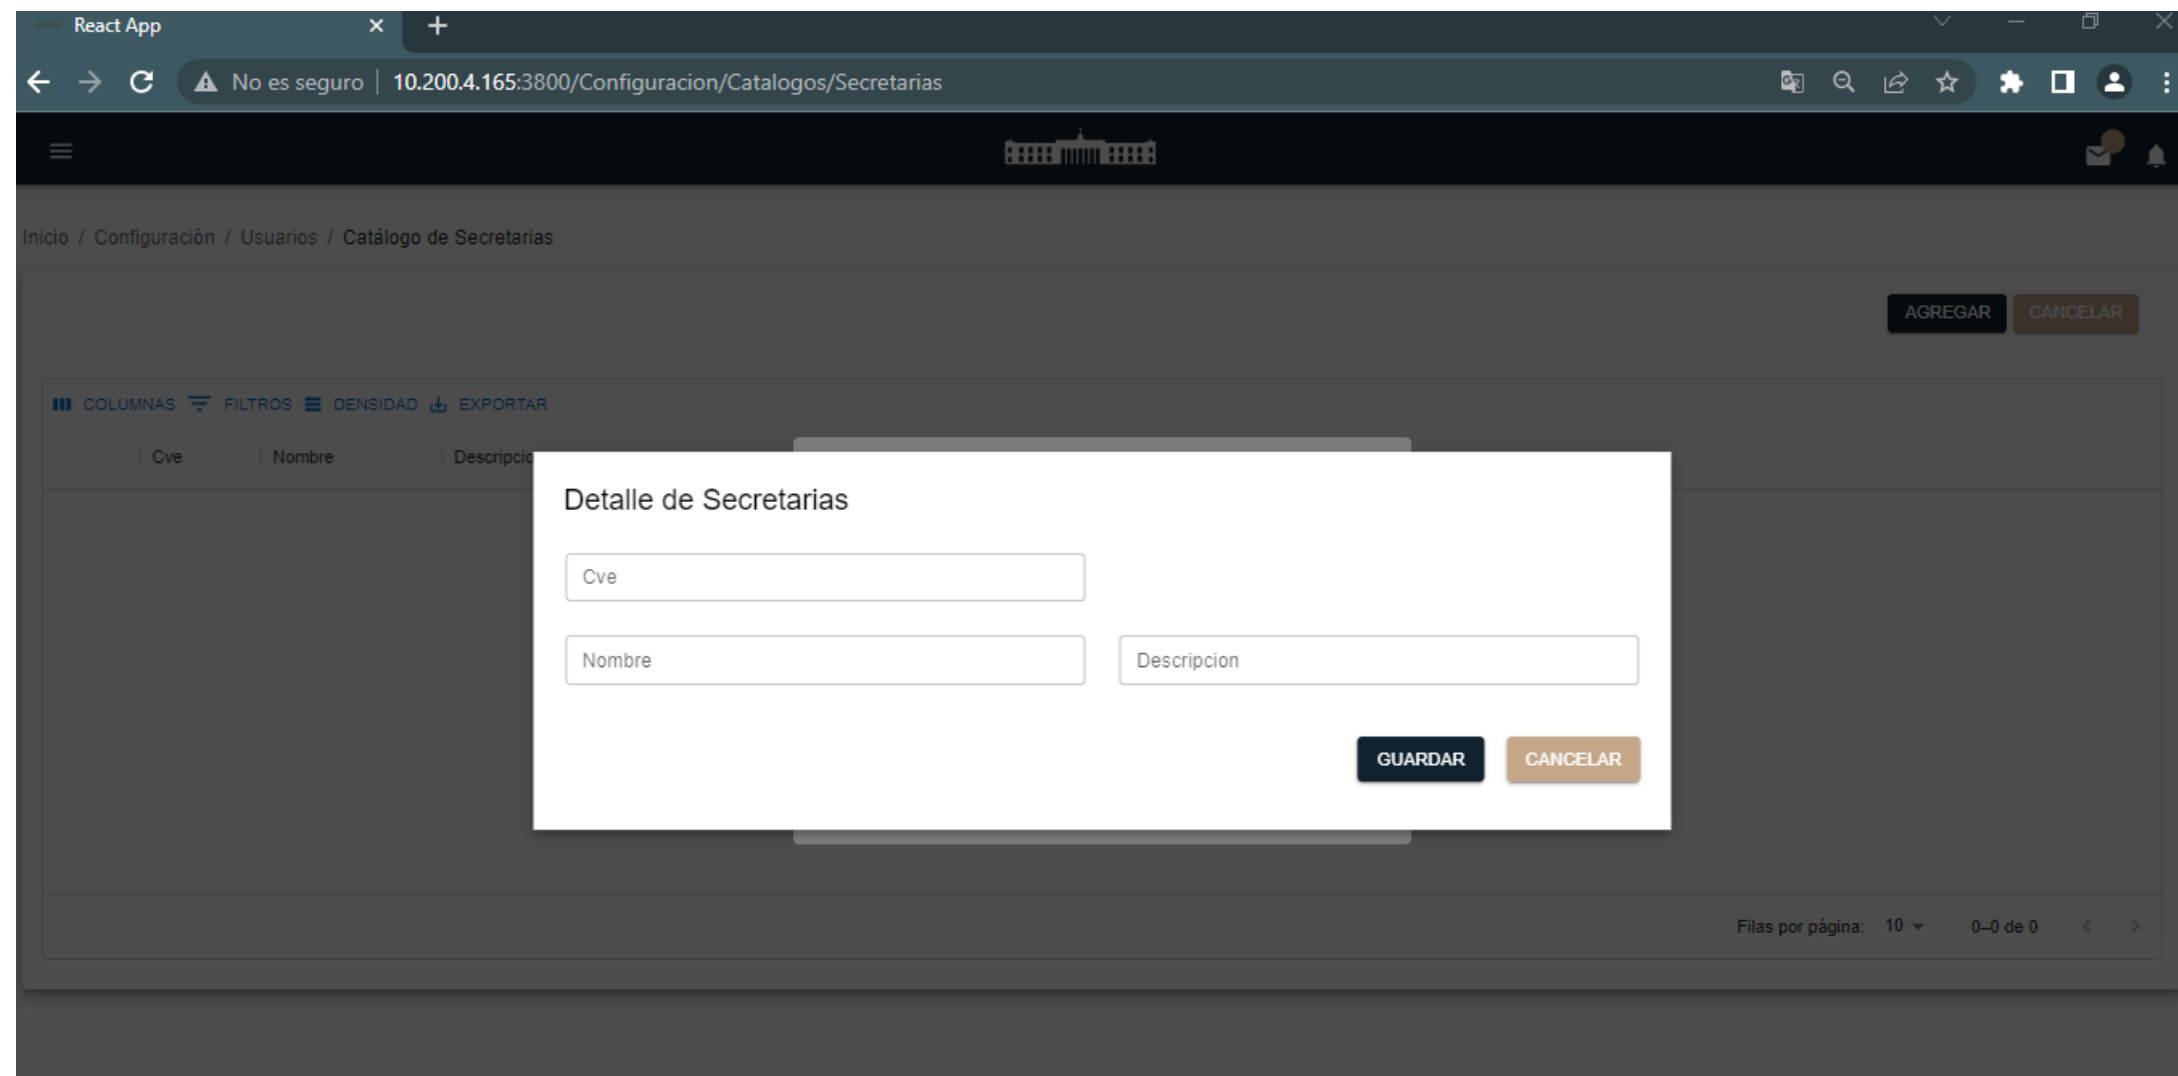 React App
No es seguro | 10.200.4.165:3800/Configuracion/Catalogos/Secretarias
Inicio / Configuración / Usuarios / Catálogo de Secretarias
AGREGAR CANCELAR
COLUMNAS FILTROS DENSIDAD EXPORTAR
Cve Nombre Descripcio
Detalle de Secretarias
Cve
Nombre Descripcion
GUARDAR CANCELAR
Filas por página: 10 0–0 de 0